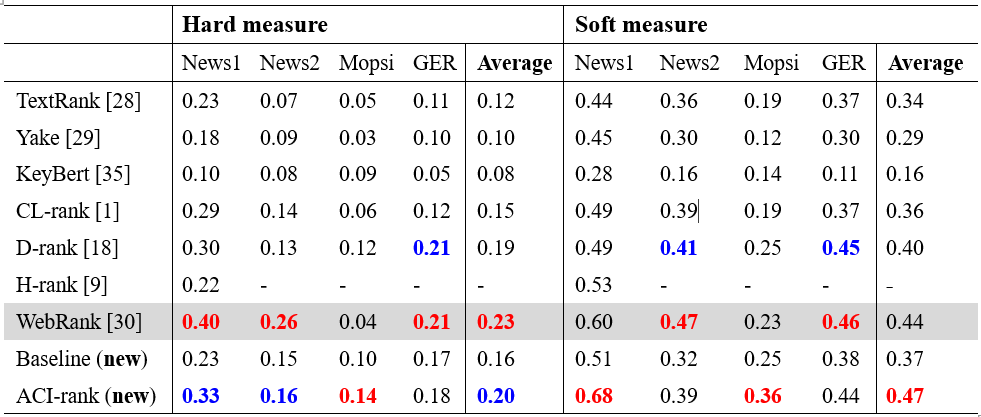 Hard measure Soft measure
News1 News2 Mopsi GER Average News1 News2 Mopsi GER Average
TextRank [28] 0.23 0.07 0.05 0.11 0.12 0.44 0.36 0.19 0.37 0.34
Yake [29] 0.18 0.09 0.03 0.10 0.10 0.45 0.30 0.12 0.30 0.29
KeyBert [35] 0.10 0.08 0.09 0.05 0.08 0.28 0.16 0.14 0.11 0.16
CL-rank [1] 0.29 0.14 0.06 0.12 0.15 0.49 0.39 0.19 0.37 0.36
D-rank [18] 0.30 0.13 0.12 0.21 0.19 0.49 0.41 0.25 0.45 0.40
H-rank [9] 0.22 - - - - 0.53 - - - -
WebRank [30] 0.40 0.26 0.04 0.21 0.23 0.60 0.47 0.23 0.46 0.44
Baseline (new) 0.23 0.15 0.10 0.17 0.16 0.51 0.32 0.25 0.38 0.37
ACI-rank (new) 0.33 0.16 0.14 0.18 0.20 0.68 0.39 0.36 0.44 0.47